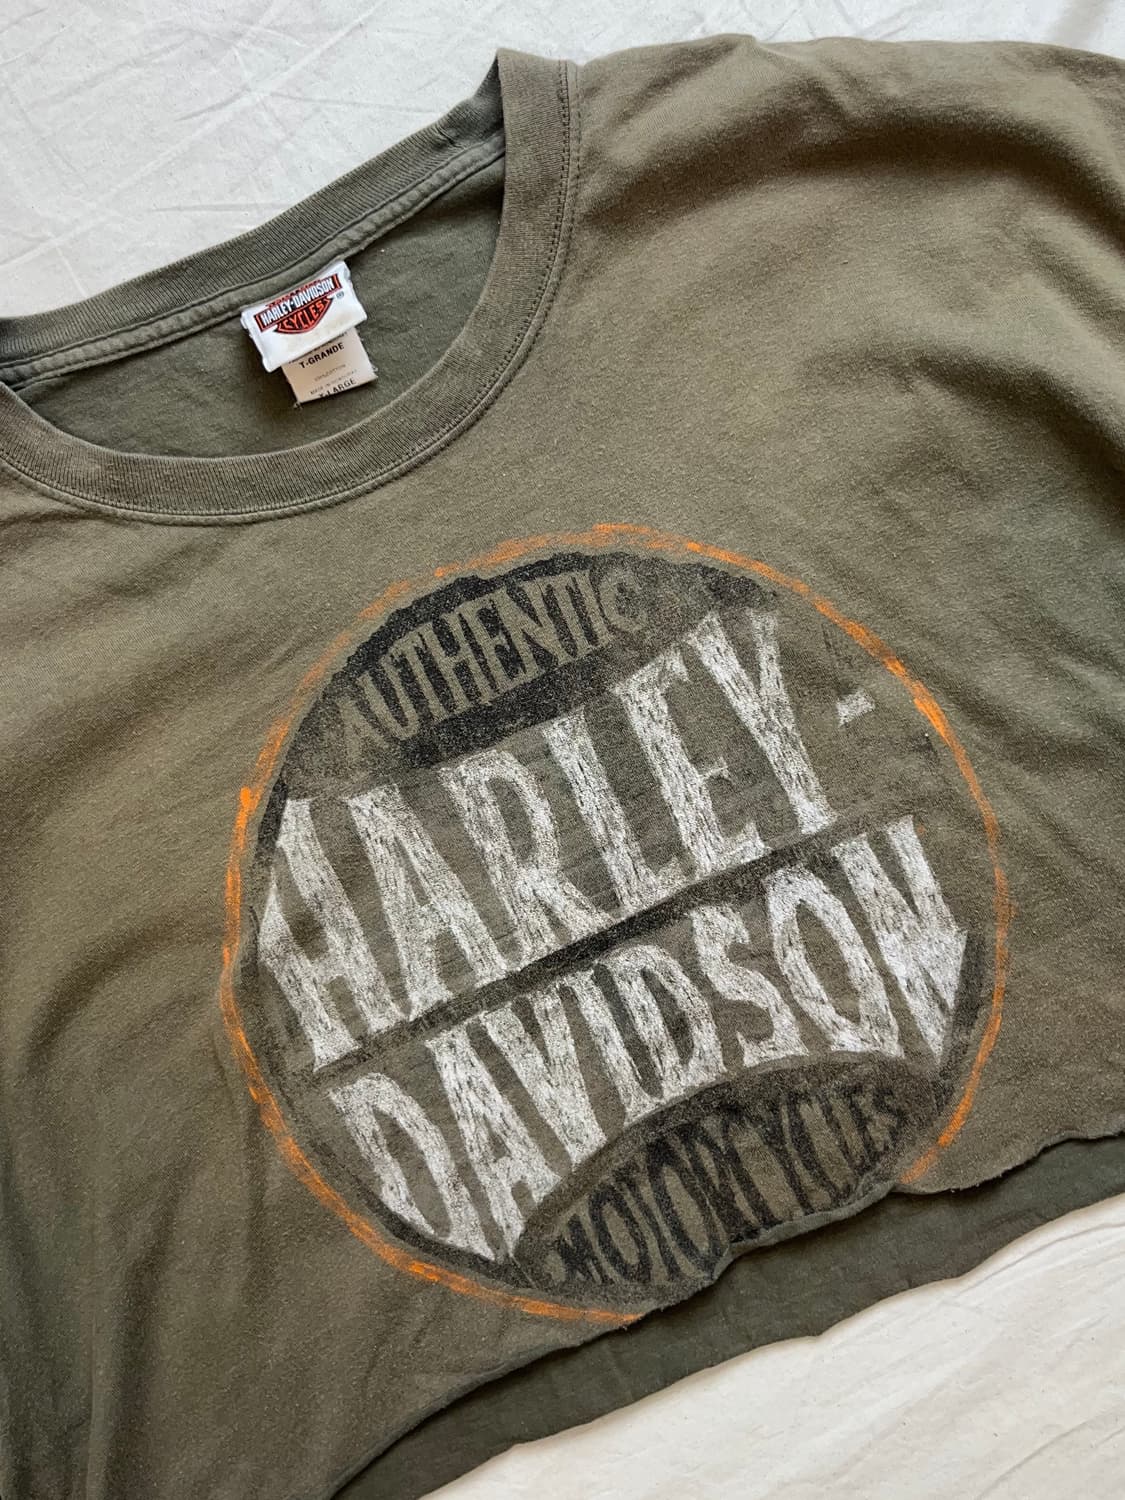 HARLEY-DAVIDSON
CYCLES
®
T-GRANDE
T-LARGE
AUTHENTIC
HARLEY-
DAVIDSON
MOTORCYCLES